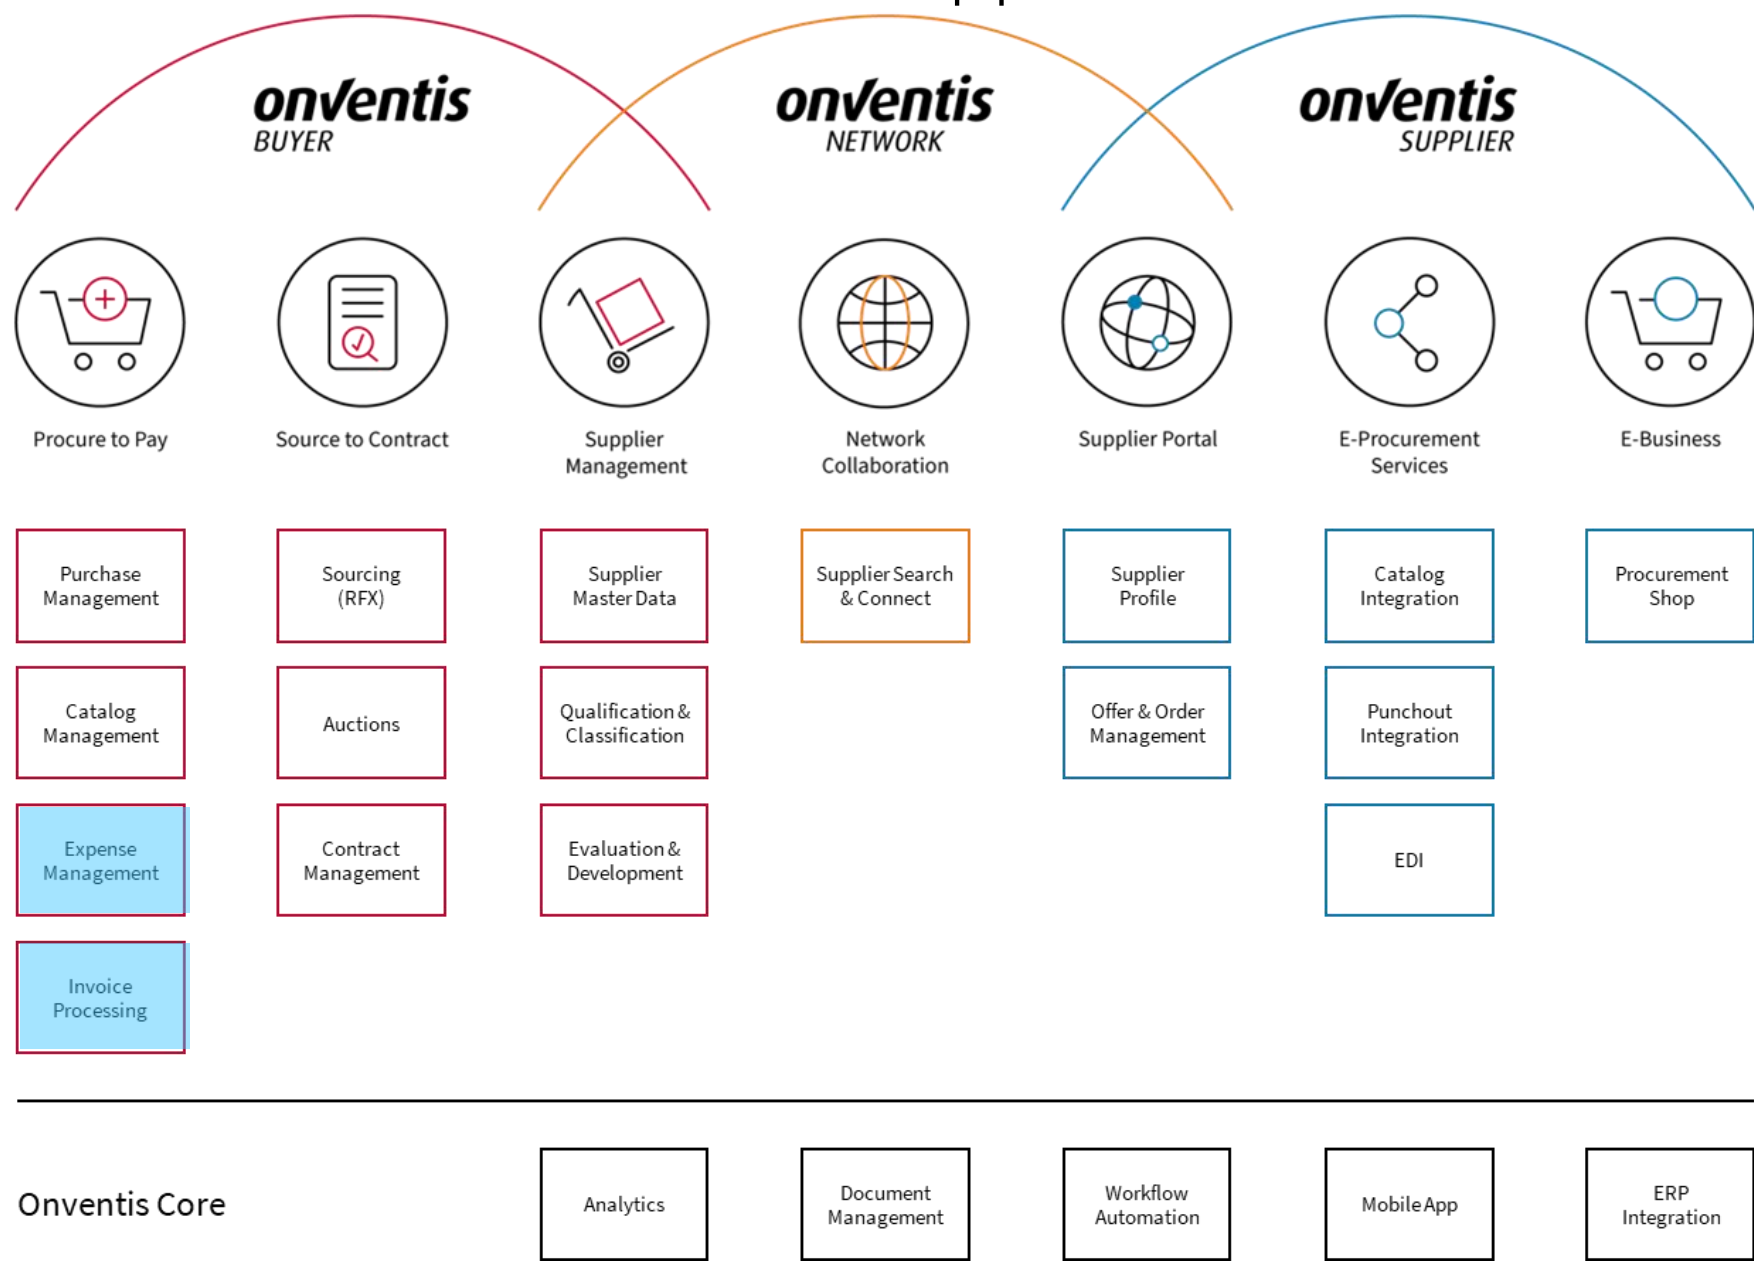 onventis
BUYER
onventis
NETWORK
onventis
SUPPLIER
Procure to Pay
Source to Contract
Supplier
Management
Network
Collaboration
Supplier Portal
E-Procurement
Services
E-Business
Purchase
Management
Sourcing
(RFX)
Supplier
Master Data
Supplier Search
& Connect
Supplier
Profile
Catalog
Integration
Procurement
Shop
Catalog
Management
Auctions
Qualification &
Classification
Offer & Order
Management
Punchout
Integration
Expense
Management
Contract
Management
Evaluation &
Development
EDI
Invoice
Processing
Onventis Core
Analytics
Document
Management
Workflow
Automation
Mobile App
ERP
Integration